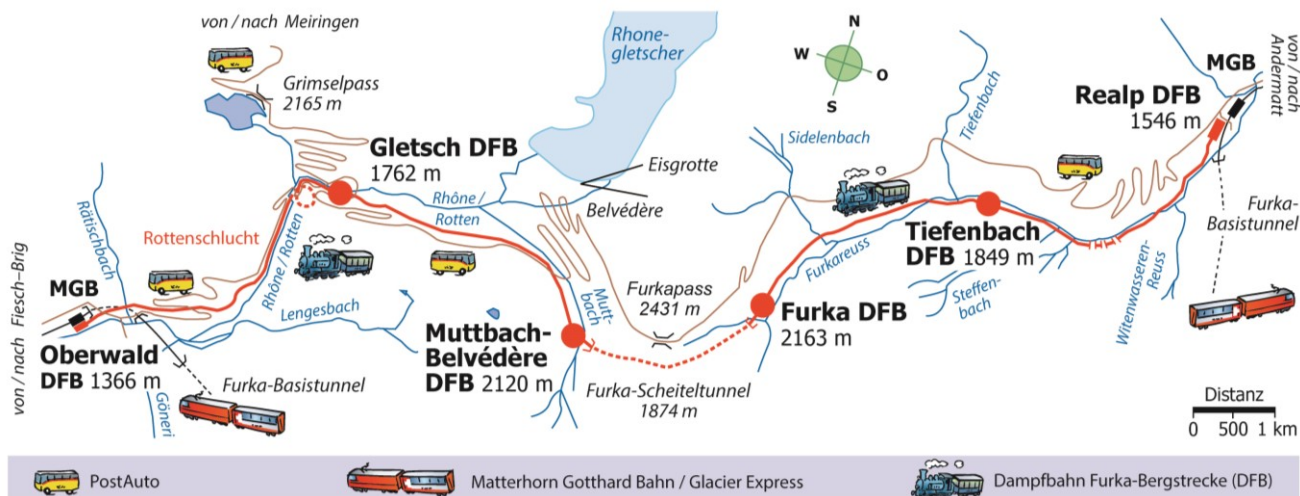 von / nach Meiringen
Grimselpass
2165 m
Rhone-
gletscher
N
W
O
S
MGB
von / nach
Andermatt
Realp DFB
1546 m
Gletsch DFB
1762 m
Eisgrotte
Belvédère
Sidelenbach
Tiefenbach
Rhône /
Rotten
Rätischbach
Rottenschlucht
Rhône / Rotten
Furka-
Basistunnel
Tiefenbach
DFB 1849 m
Furkareuss
Steffen-
bach
Witenwasseren-
Reuss
von / nach Fiesch–Brig
MGB
Lengesbach
Mutt-
bach
Furkapass
2431 m
Furka DFB
2163 m
Oberwald
DFB 1366 m
Muttbach-
Belvédère
DFB 2120 m
Furka-Basistunnel
Göneri
Furka-Scheiteltunnel
1874 m
Distanz
0 500 1 km
PostAuto
Matterhorn Gotthard Bahn / Glacier Express
Dampfbahn Furka-Bergstrecke (DFB)